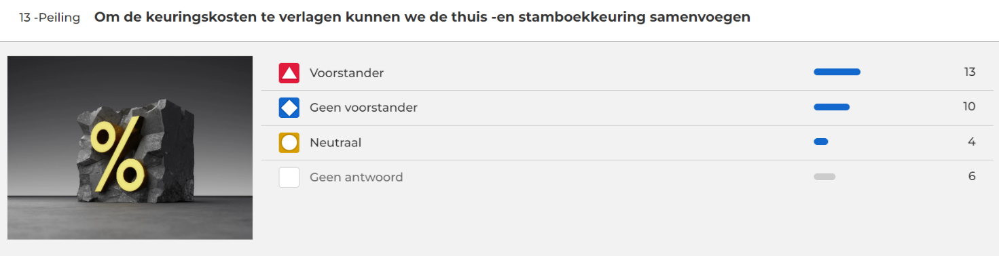 13 -Peiling Om de keuringskosten te verlagen kunnen we de thuis -en stamboekkeuring samenvoegen
Voorstander 13
Geen voorstander 10
Neutraal 4
Geen antwoord 6
%